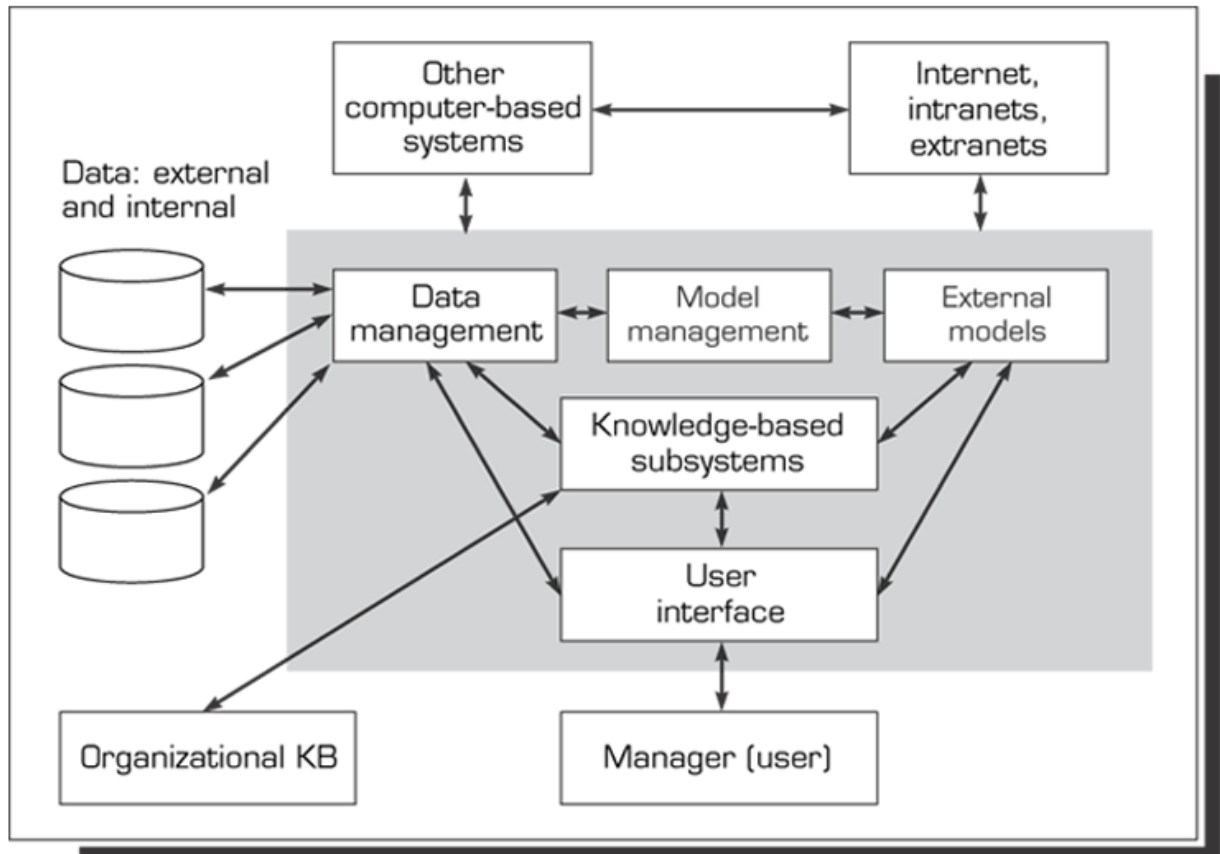 Other
computer-based
systems
Internet,
intranets,
extranets
Data: external
and internal
Data
management
Model
management
External
models
Knowledge-based
subsystems
User
interface
Organizational KB
Manager (user)